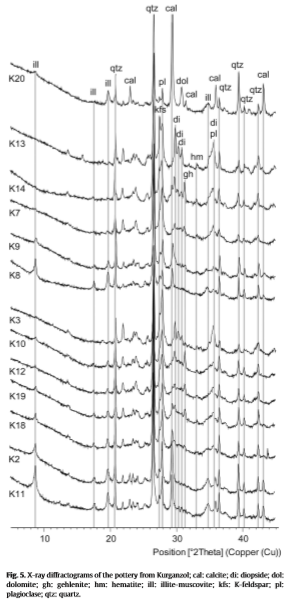 qtz cal
ill qtz cal pl dol qtz cal
ill ill kfs cal ill qtz qtz qtz
K20
di di
di pl
di
K13
hm
gh
K14
K7
K9
K8
K3
K10
K12
K19
K18
K2
K11
10 20 30 40
Position [°2Theta] (Copper (Cu))
Fig. 5. X-ray diffractograms of the pottery from Kurganzol; cal: calcite; di: diopside; dol:
dolomite; gh: gehlenite; hm: hematite; ill: illite-muscovite; kfs: K-feldspar; pl:
plagioclase; qtz: quartz.